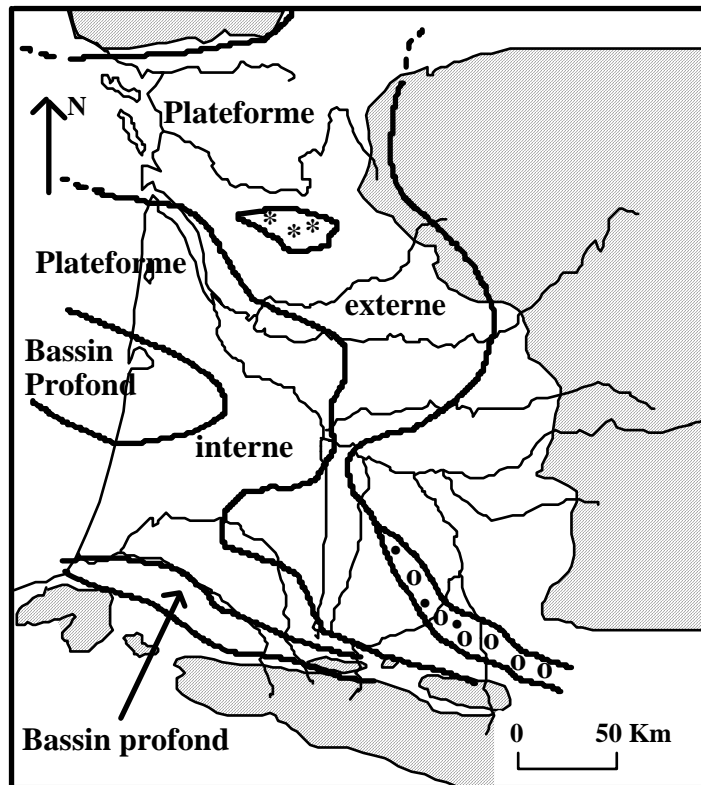 N
Plateforme
* * *
Plateforme
externe
Bassin
Profond
interne
o
o
o
o
o
o
Bassin profond
0 50 Km